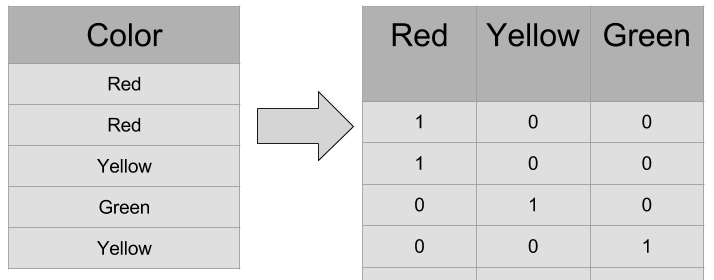 Color
Red
Red
Yellow
Green
Yellow
Red Yellow Green
1 0 0
1 0 0
0 1 0
0 0 1